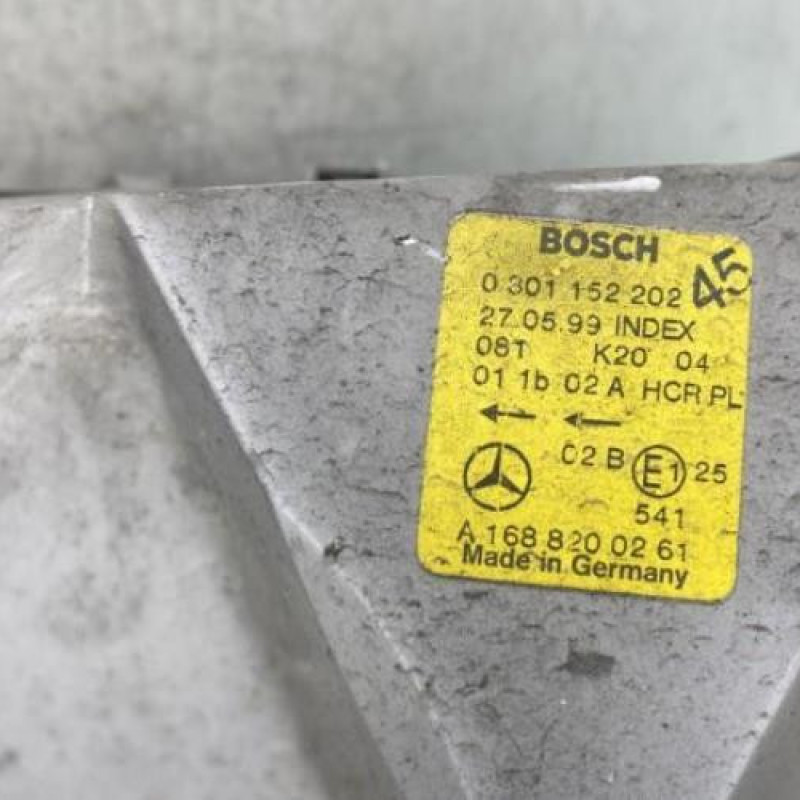 BOSCH
0 301 152 202 45
27.05.99 INDEX
081 K20 04
01 1b 02 A HCR PL
02 B E1 25
541
A 168 820 02 61
Made in Germany